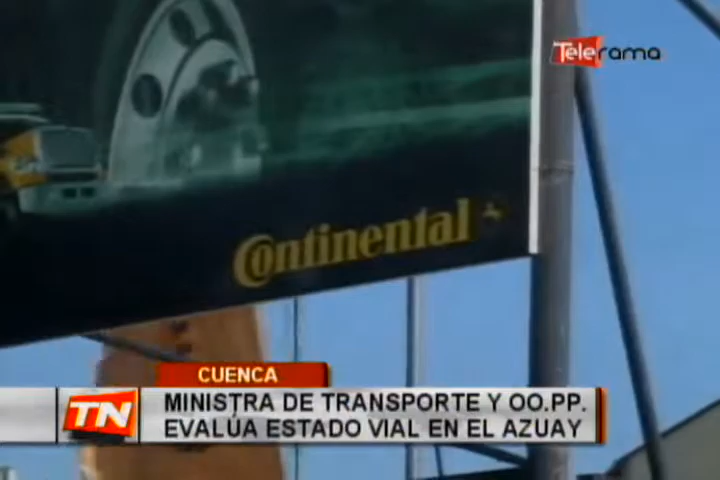 Telerama
Continental
CUENCA
TN
MINISTRA DE TRANSPORTE Y OO.PP.
EVALÚA ESTADO VIAL EN EL AZUAY